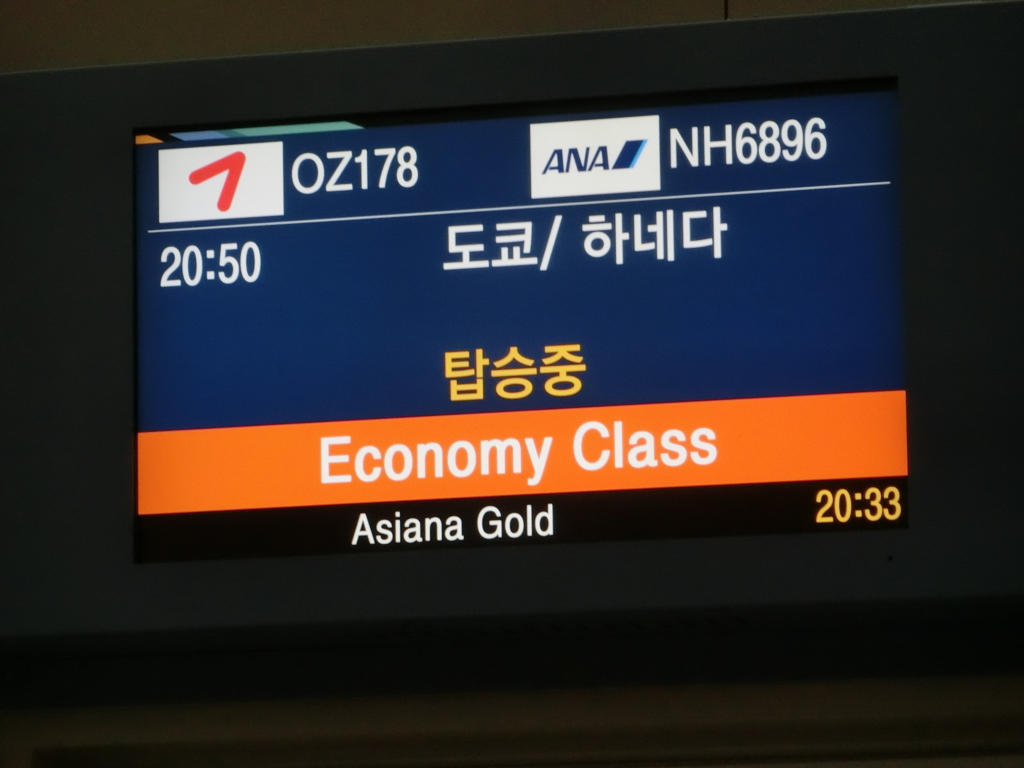 OZ178 ANA NH6896
20:50 도쿄/ 하네다
탑승중
Economy Class
Asiana Gold 20:33